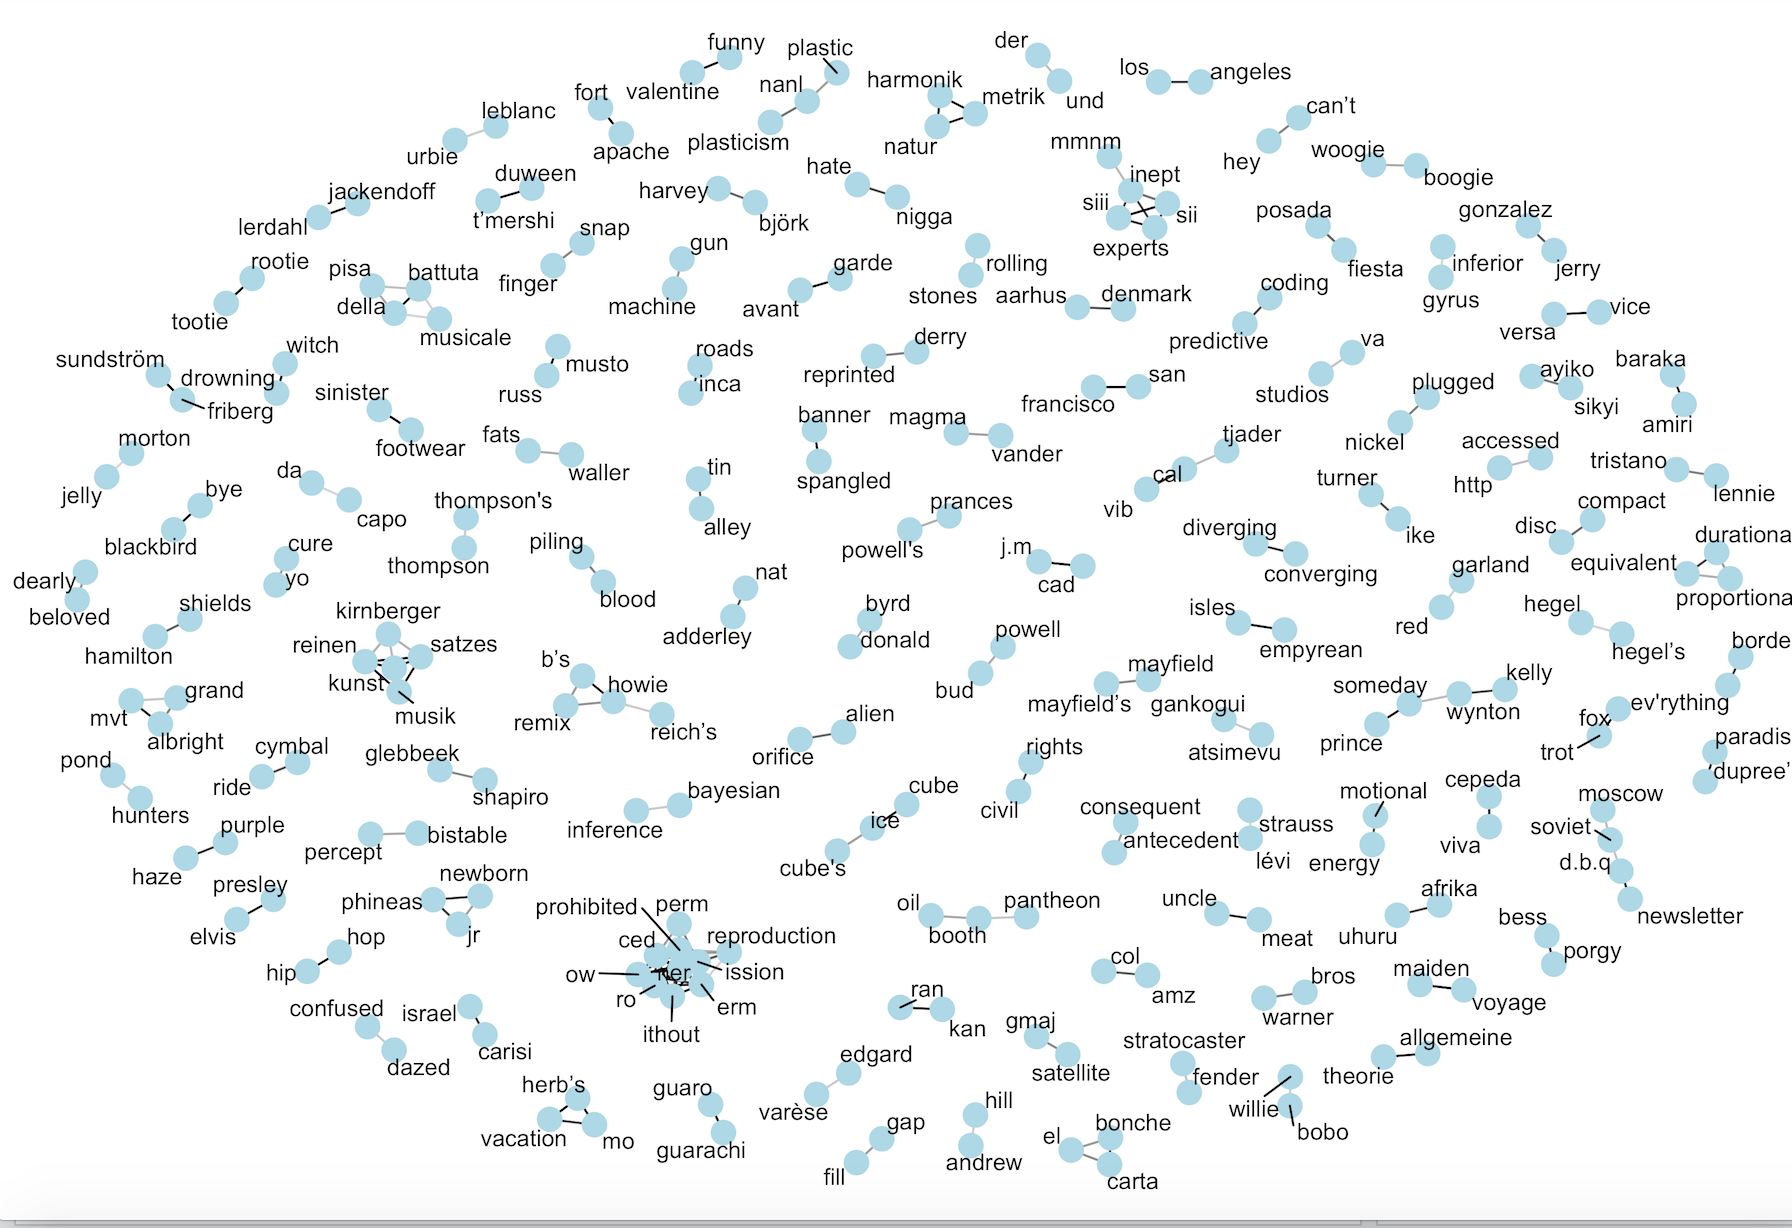 funny
valentine
plastic
nanl
plasticism
harmonik
metrik
natur
der
und
los
angeles
can’t
hey
woogie
boogie
fort
apache
leblanc
urbie
duween
t’mershi
jackendoff
lerdahl
harvey
björk
hate
nigga
mmnm
inept
siii
sii
experts
posada
fiesta
gonzalez
jerry
inferior
gyrus
snap
finger
gun
machine
garde
avant
rolling
stones
aarhus
denmark
coding
predictive
vice
versa
rootie
tootie
pisa
battuta
della
musicale
witch
drowning
sundström
friberg
sinister
footwear
musto
russ
roads
inca
derry
reprinted
san
francisco
va
studios
plugged
nickel
ayiko
sikyi
baraka
amiri
morton
jelly
fats
waller
banner
spangled
magma
vander
tjader
cal
vib
accessed
http
tristano
lennie
da
capo
bye
blackbird
thompson's
thompson
tin
alley
prances
powell's
turner
ike
compact
disc
diverging
converging
durationa
equivalent
proportiona
cure
yo
dearly
beloved
piling
blood
nat
adderley
j.m
cad
garland
red
shields
hamilton
kirnberger
reinen
satzes
kunst
musik
byrd
donald
powell
bud
isles
empyrean
hegel
hegel’s
borde
ev'rything
b’s
howie
remix
reich’s
mayfield
mayfield’s
gankogui
atsimevu
someday
kelly
wynton
prince
fox
trot
grand
mvt
albright
alien
orifice
rights
civil
paradis
dupree’
pond
hunters
cymbal
ride
glebbeek
shapiro
bayesian
inference
cube
ice
cube's
consequent
antecedent
strauss
lévi
motional
energy
cepeda
viva
moscow
soviet
d.b.q
newsletter
purple
haze
percept
bistable
presley
elvis
newborn
phineas
jr
prohibited
perm
ced
reproduction
ow
ker
ission
ro
erm
ithout
oil
pantheon
booth
uncle
meat
afrika
uhuru
bess
porgy
hop
hip
col
amz
bros
warner
maiden
voyage
confused
dazed
israel
carisi
ran
kan
gmaj
satellite
stratocaster
fender
allgemeine
theorie
edgard
varèse
herb’s
vacation
mo
guaro
guarachi
willie
bobo
hill
andrew
gap
fill
el
bonche
carta